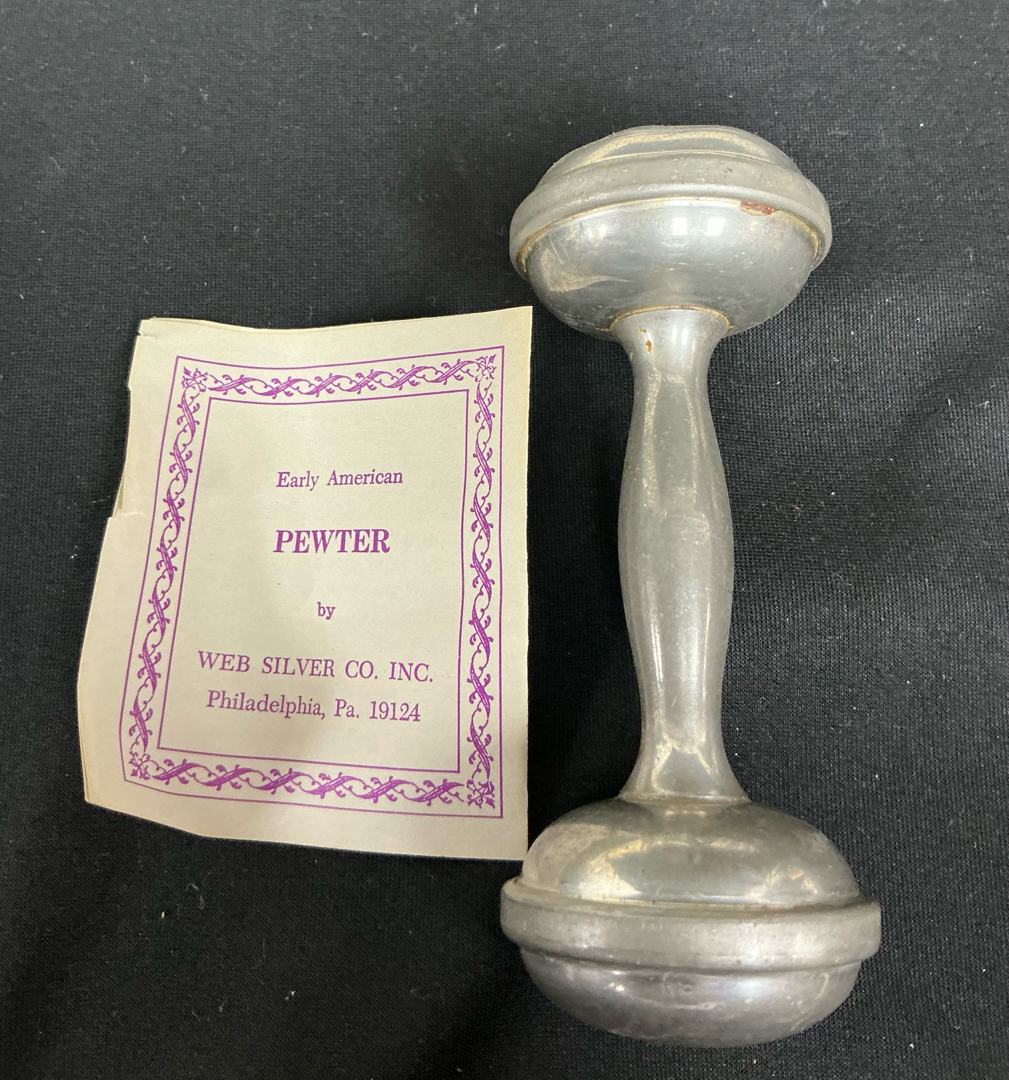 Early American
PEWTER
by
WEB SILVER CO. INC.
Philadelphia, Pa. 19124